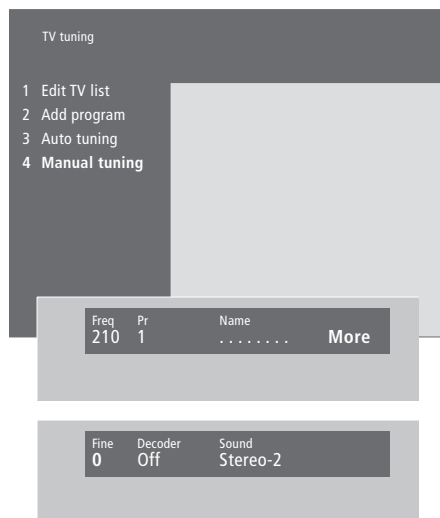 TV tuning
1 Edit TV list
2 Add program
3 Auto tuning
4 Manual tuning
Freq Pr Name
210 1 . . . . . . . . More
Fine Decoder Sound
0 Off Stereo-2